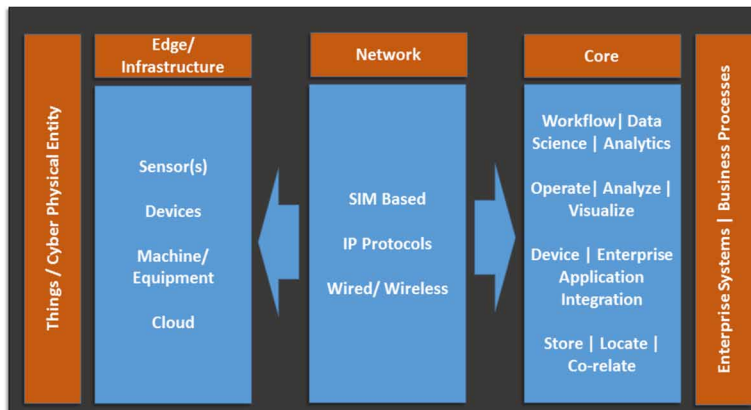 Things / Cyber Physical Entity
Edge/
Infrastructure
Sensor(s)
Devices
Machine/
Equipment
Cloud
Network
SIM Based
IP Protocols
Wired/ Wireless
Core
Workflow| Data
Science | Analytics
Operate| Analyze |
Visualize
Device | Enterprise
Application
Integration
Store | Locate |
Co-relate
Enterprise Systems | Business Processes